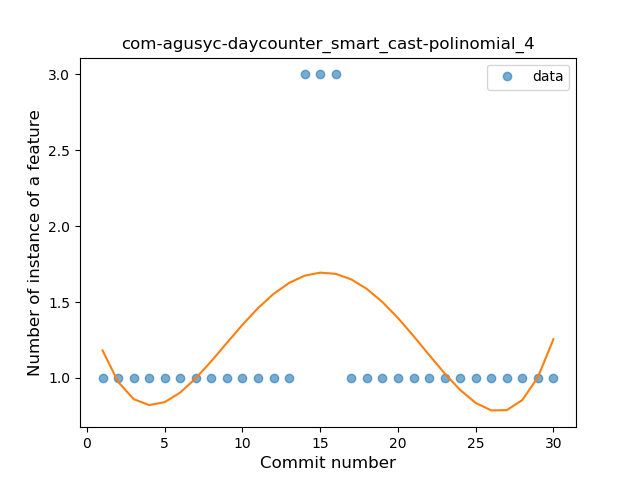 com-agusyc-daycounter_smart_cast-polinomial_4
data
Number of instance of a feature
3.0
2.5
2.0
1.5
1.0
0 5 10 15 20 25 30
Commit number